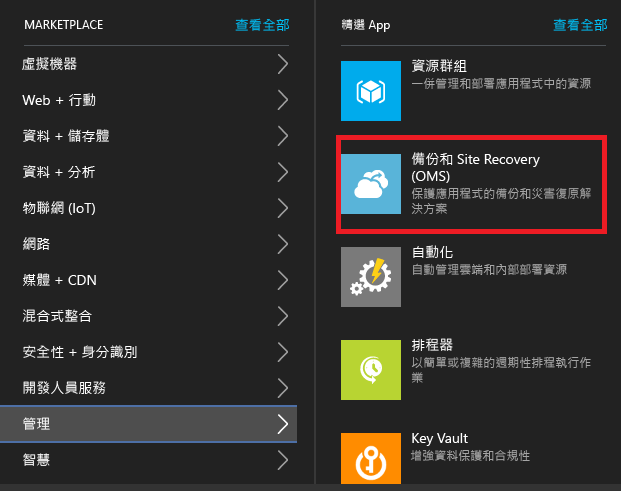 MARKETPLACE
查看全部
虛擬機器
Web + 行動
資料 + 儲存體
資料 + 分析
物聯網 (IoT)
網路
媒體 + CDN
混合式整合
安全性 + 身分識別
開發人員服務
管理
智慧
精選 App
查看全部
資源群組
一併管理和部署應用程式中的資源
備份和 Site Recovery
(OMS)
保護應用程式的備份和災害復原解
決方案
自動化
自動管理雲端和內部部署資源
排程器
以簡單或複雜的週期性排程執行作
業
Key Vault
增強資料保護和合規性